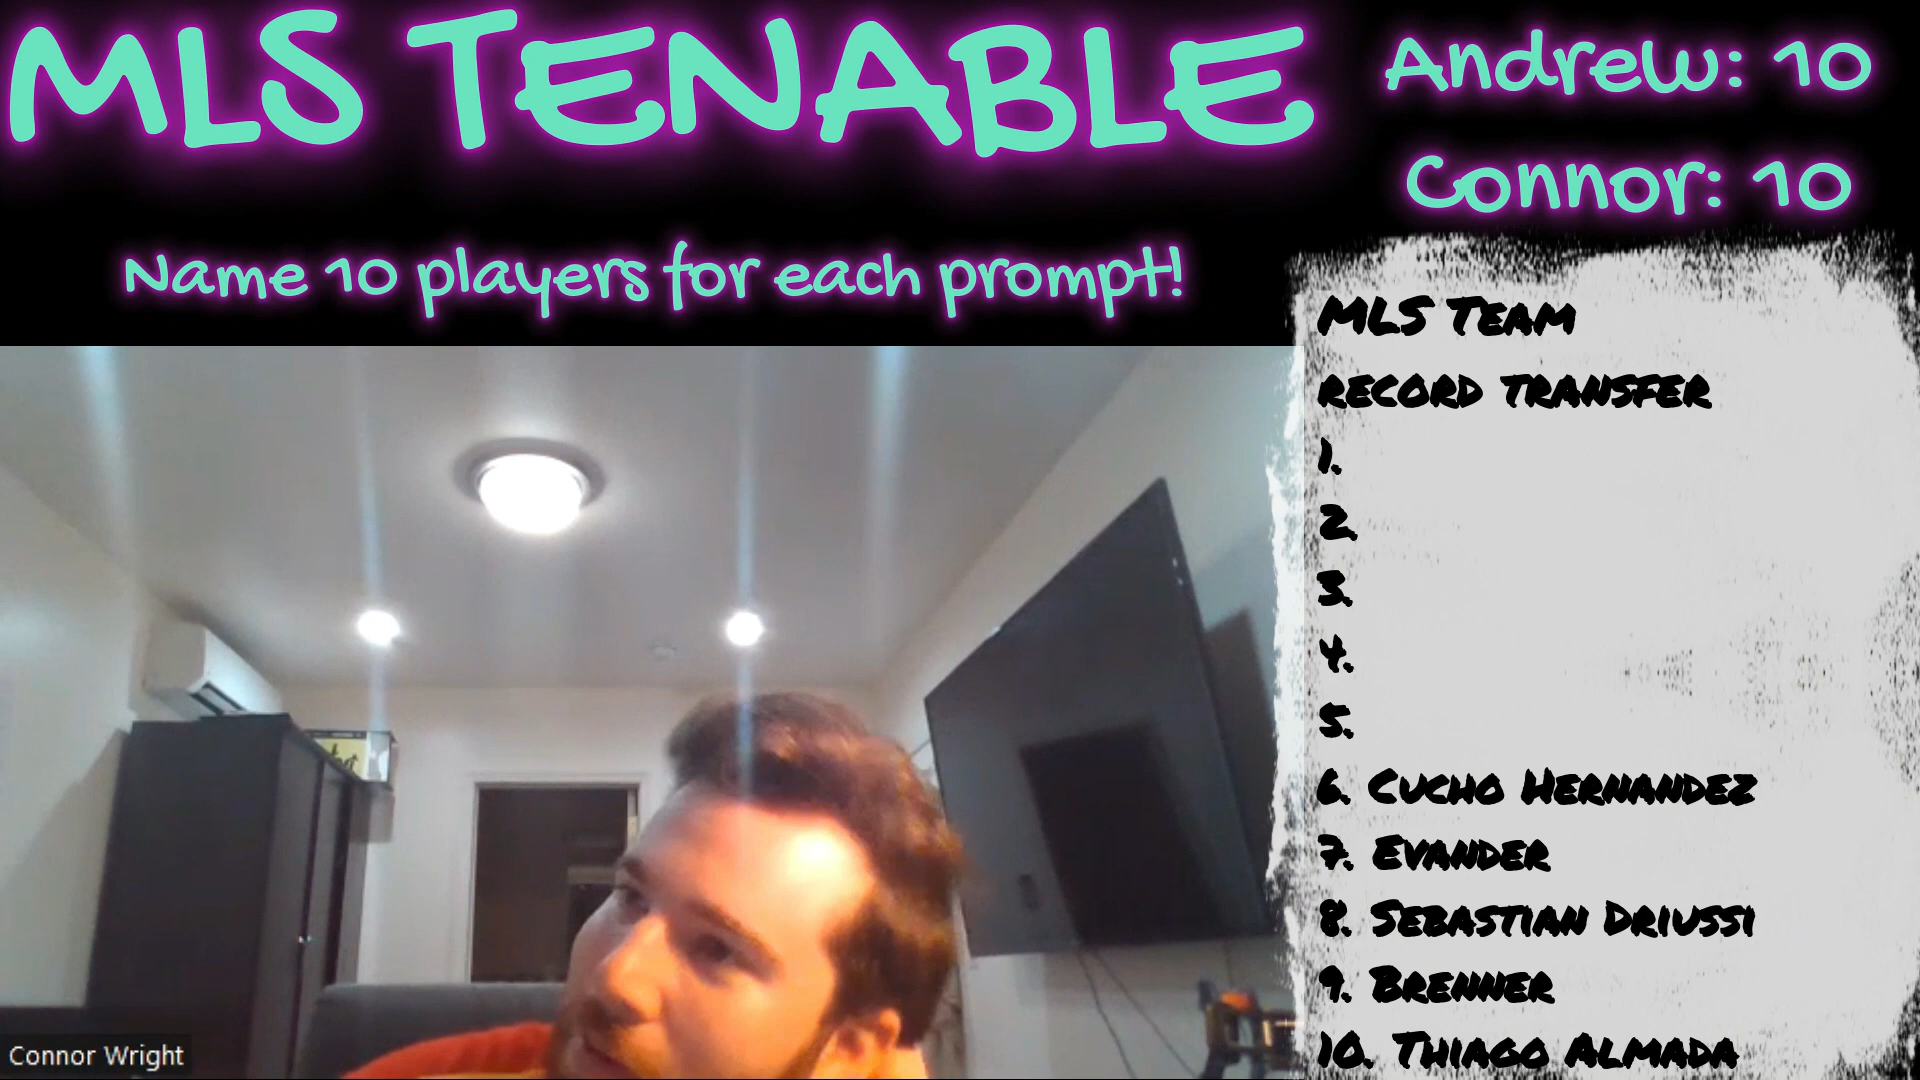 MLS TENABLE
Andrew: 10
Connor: 10
Name 10 players for each prompt!
MLS TEAM
RECORD TRANSFER
1.
2.
3.
4.
5.
6. CUCHO HERNANDEZ
7. EVANDER
8. SEBASTIAN DRIUSSI
9. BRENNER
10. THIAGO ALMADA
Connor Wright